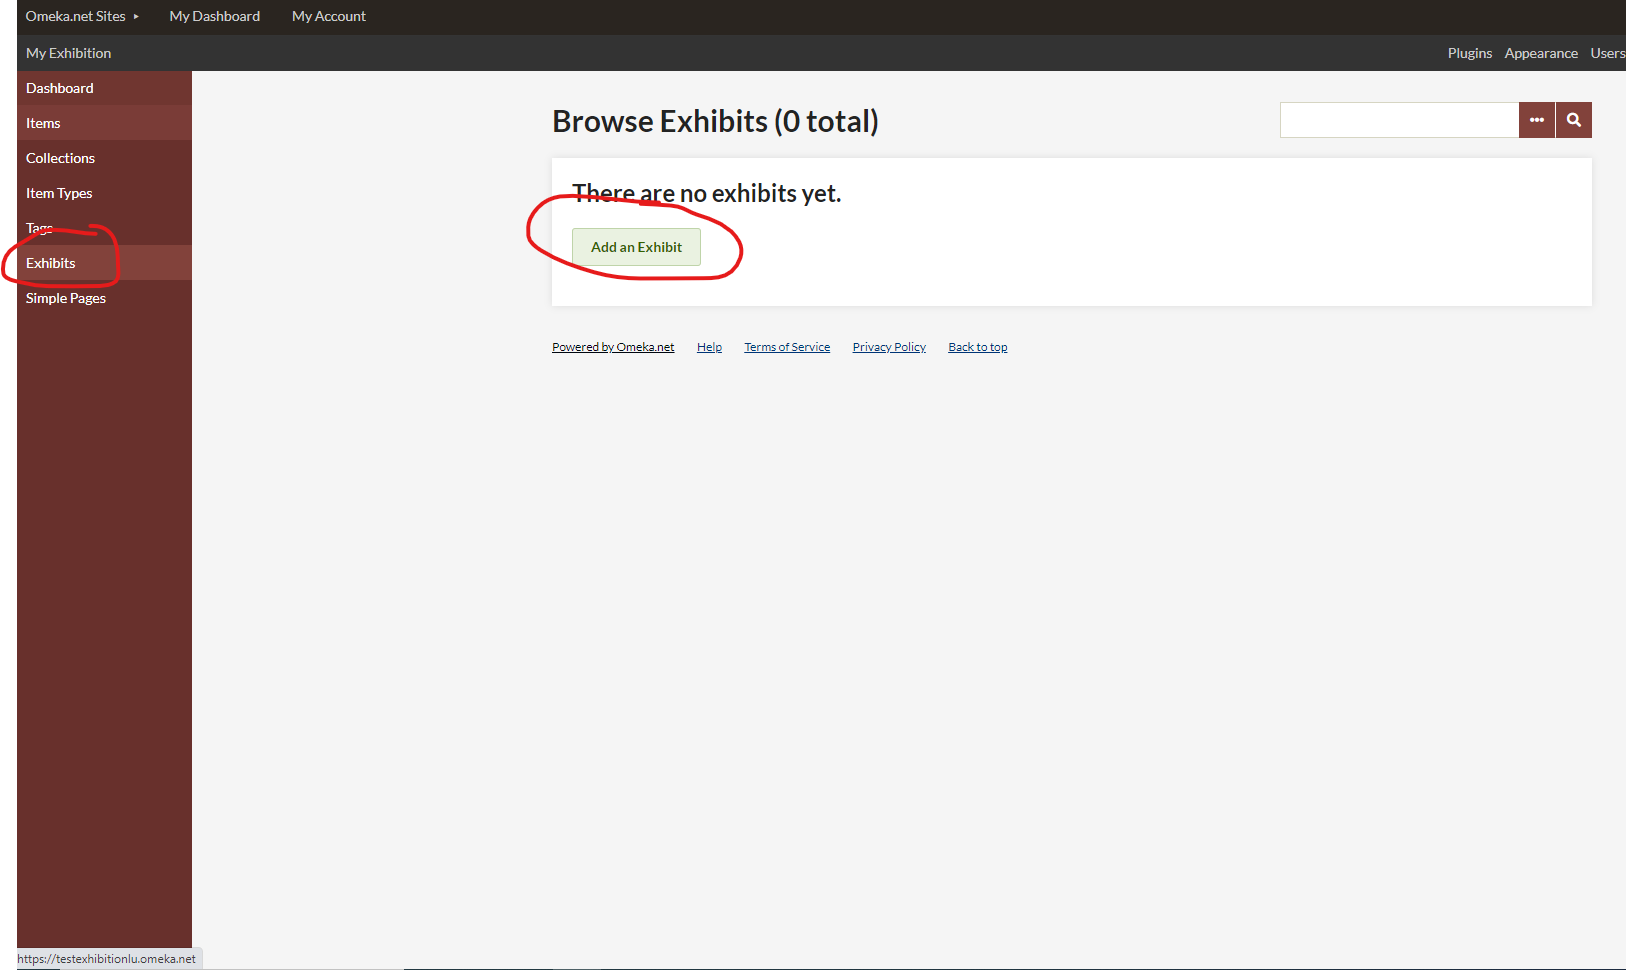 Omeka.net Sites My Dashboard My Account
My Exhibition Plugins Appearance Users
Dashboard
Items
Collections
Item Types
Tags
Exhibits
Simple Pages
Browse Exhibits (0 total)
There are no exhibits yet.
Add an Exhibit
Powered by Omeka.net Help Terms of Service Privacy Policy Back to top
https://testexhibitionlu.omeka.net